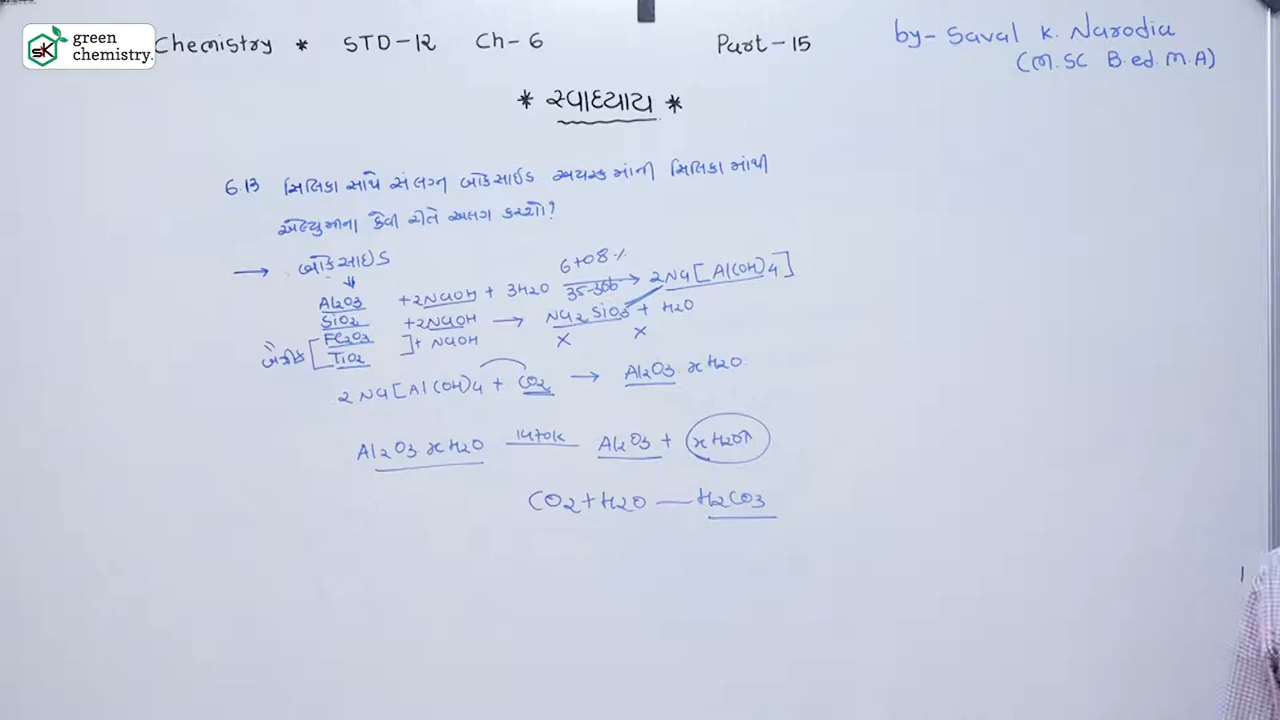 green chemistry.
Chemistry * STD-12 Ch-6 Part-15
by- Saval K. Narodia
(M.SC B.ed. M.A)
* સ્વાધ્યાય *
6.13 સિલિકા સાથે સંલગ્ન બોકસાઈડ અયસ્ક માંની સિલિકા માંથી
એલ્યુમીના કેવી રીતે અલગ કરશો?
→ બોકસાઈડ
Al2O3 + 2NaOH + 3H2O → 2Na[Al(OH)4]
SiO2 + 2NaOH → Na2SiO3 + H2O
Fe2O3 ] + NaOH X X
TiO2
2Na[Al(OH)4 + CO2 → Al2O3.xH2O
Al2O3.xH2O 1470K Al2O3 + xH2O↑
CO2 + H2O — H2CO3